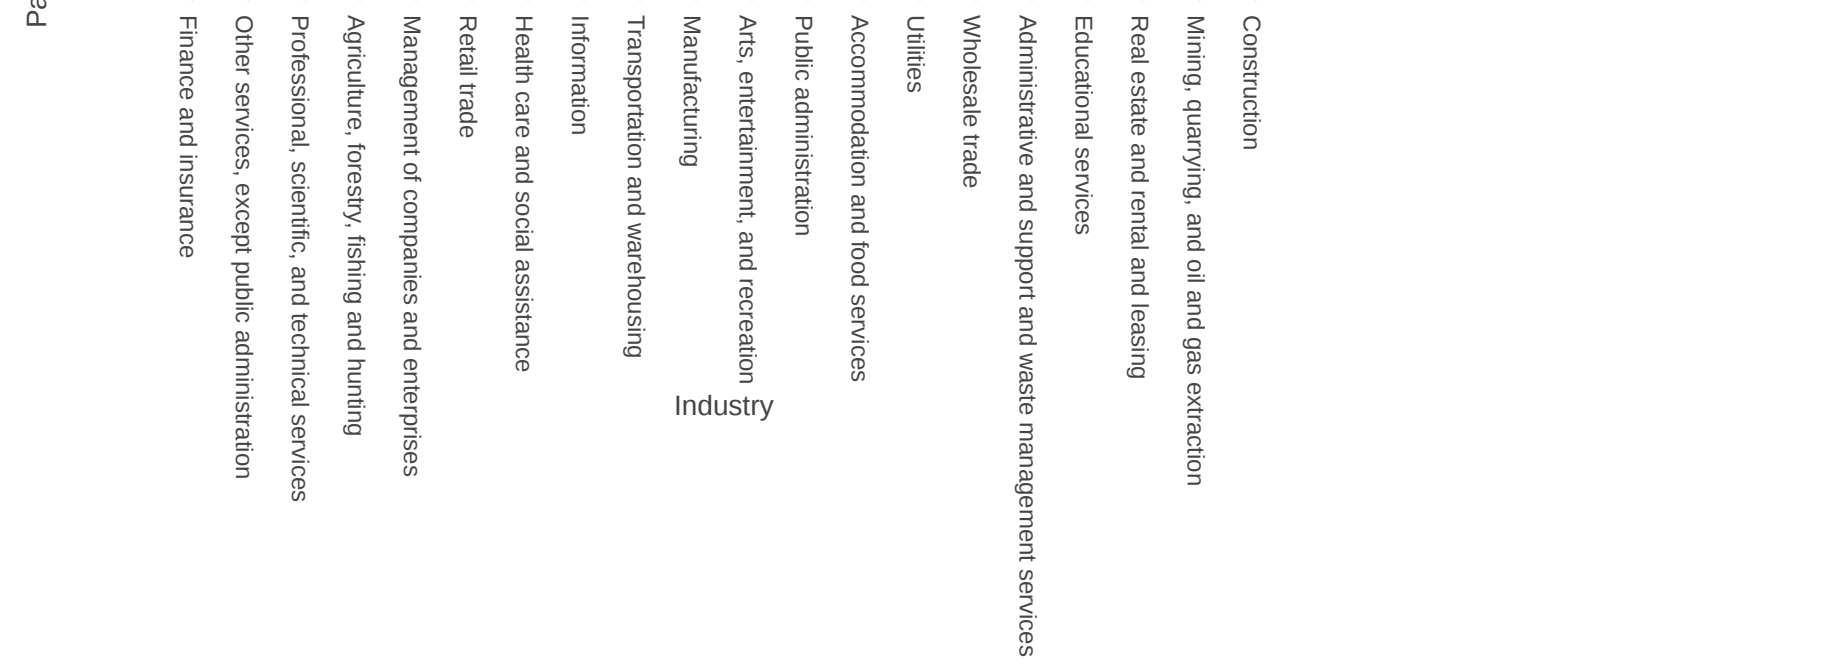 Finance and insurance
Other services, except public administration
Professional, scientific, and technical services
Agriculture, forestry, fishing and hunting
Management of companies and enterprises
Retail trade
Health care and social assistance
Information
Transportation and warehousing
Manufacturing
Arts, entertainment, and recreation
Public administration
Accommodation and food services
Utilities
Wholesale trade
Administrative and support and waste management services
Educational services
Real estate and rental and leasing
Mining, quarrying, and oil and gas extraction
Construction
Industry